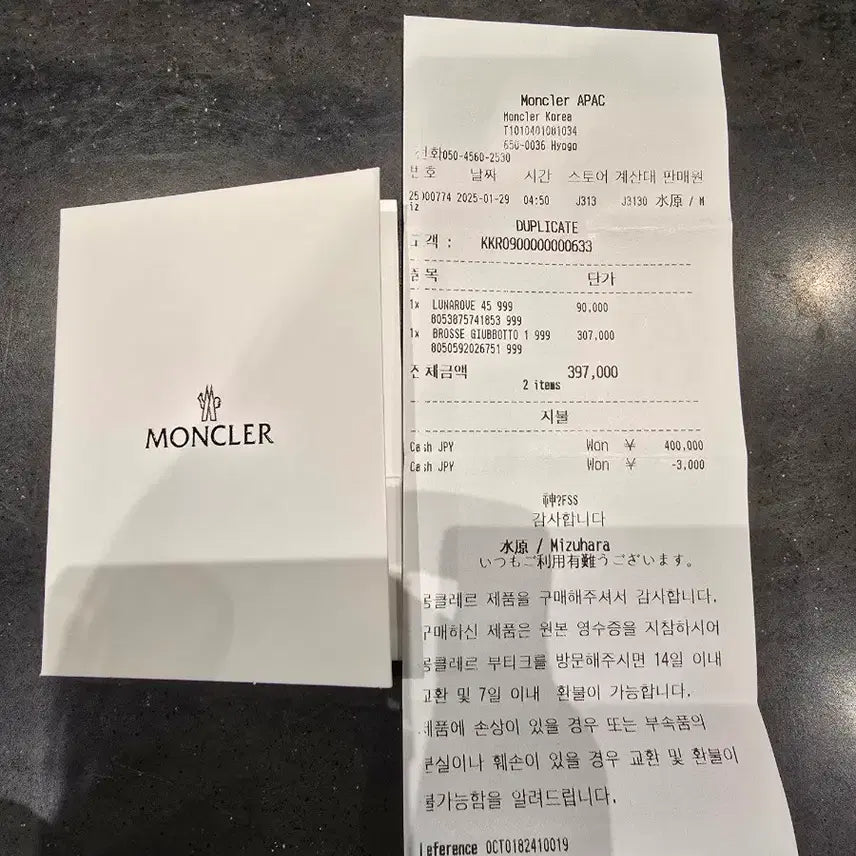 MONCLER
Moncler APAC
Moncler Korea
T1010401081034
650-0036 Hyogo
전화050-4560-2530
번호 날짜 시간 스토어 계산대 판매원
2025-01-29 04:50 J313 J3130 水原 / M
iz
DUPLICATE
고객 : KKR0900000000633
품목 단가
1x LUNAROVE 45 999 90,000
8053875741853 999
1x BROSSE GIUBBOTTO 1 999 307,000
8050592026751 999
전체금액 397,000
2 items
지불
Cash JPY Won ¥ 400,000
Cash JPY Won ¥ -3,000
감사합니다
水原 / Mizuhara
いつもご利用有難うございます。
몽클레르 제품을 구매해주셔서 감사합니다.
구매하신 제품은 원본 영수증을 지참하시어
몽클레르 부티크를 방문해주시면 14일 이내
교환 및 7일 이내 환불이 가능합니다.
제품에 손상이 있을 경우 또는 부속품의
분실이나 훼손이 있을 경우 교환 및 환불이
불가능함을 알려드립니다.
Reference OCT0182410019